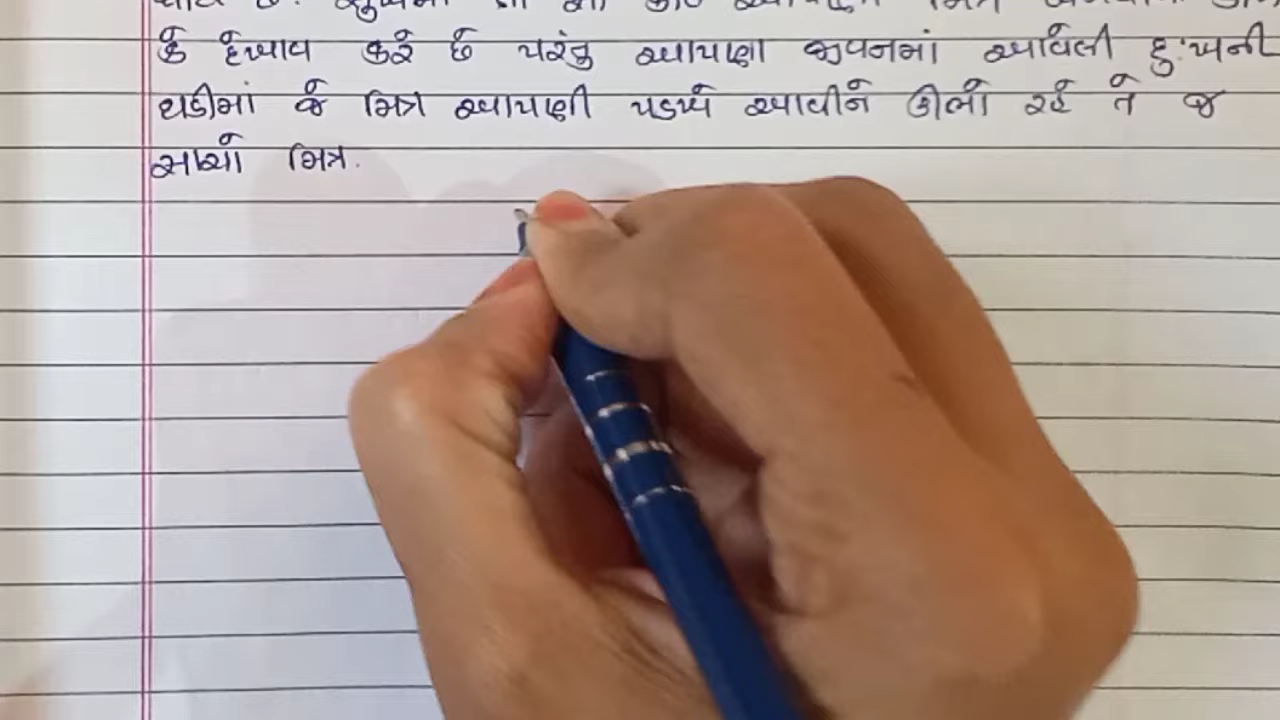 કે દેખાવ કરે છે પરંતુ આપણા જીવનમાં આવેલી દુઃખની
ઘડીમાં જે મિત્ર આપણી પડખે આવીને ઊભો રહે તે જ
સાચો મિત્ર.